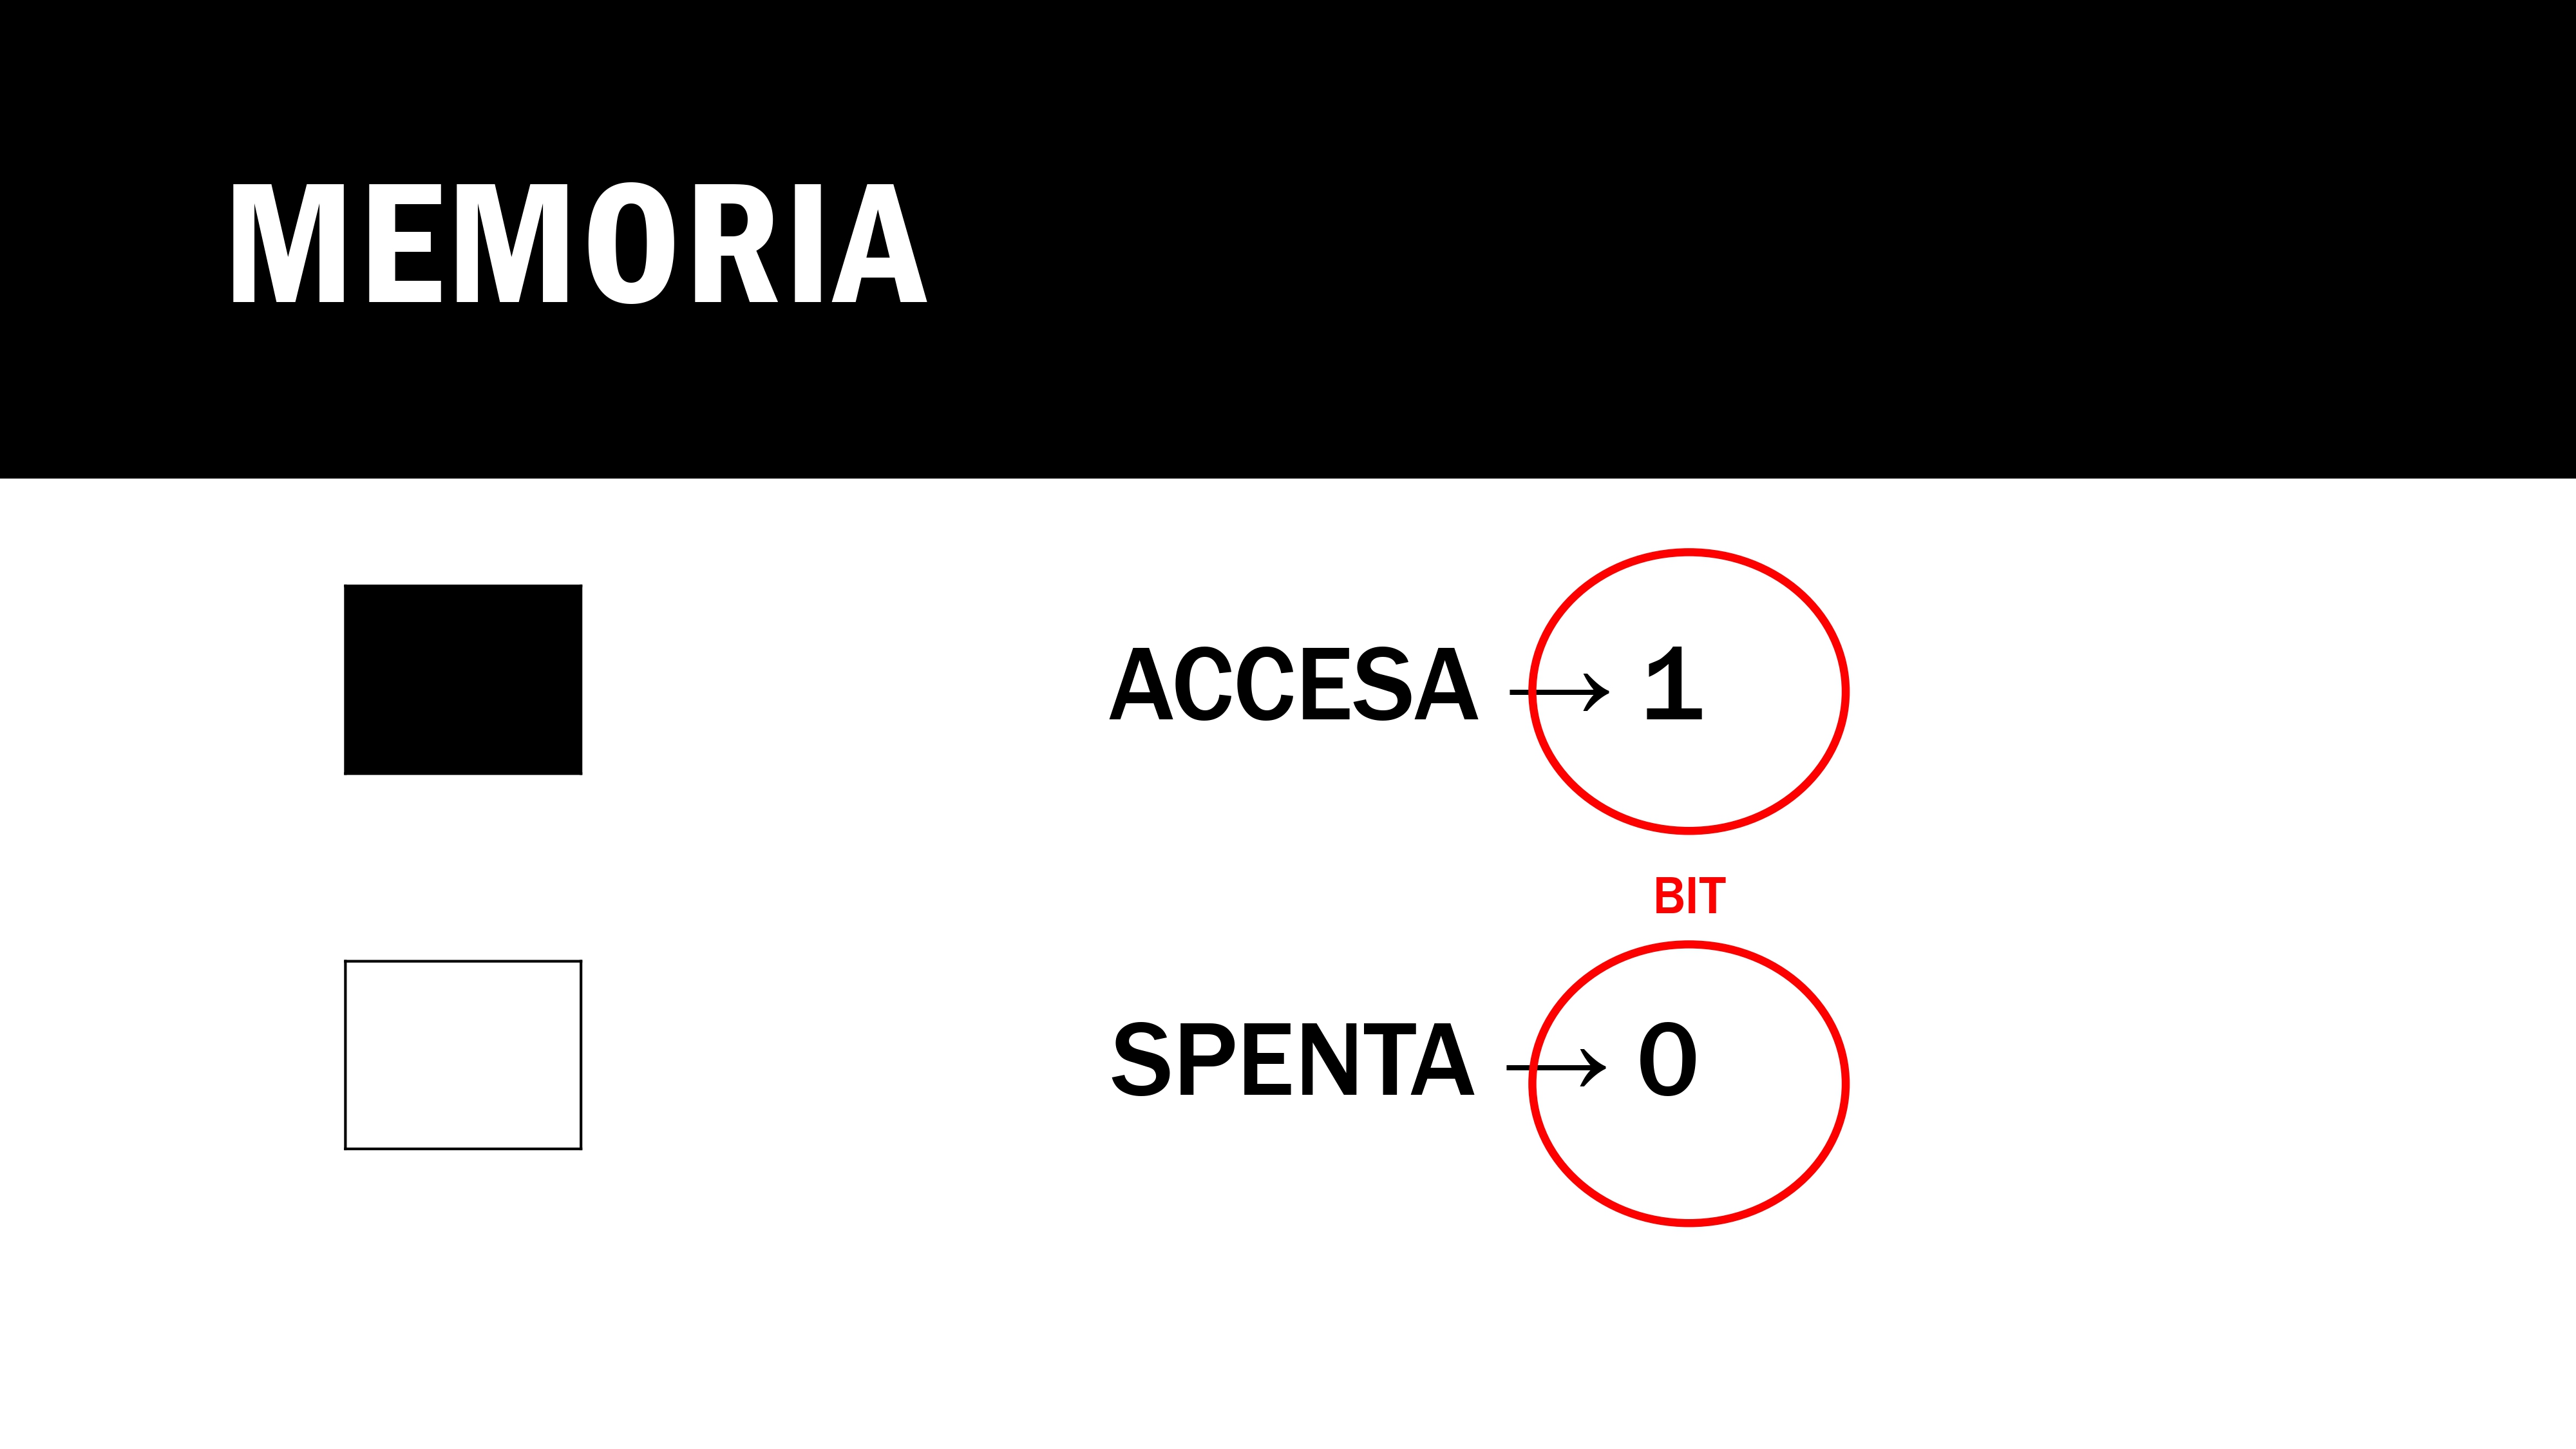 MEMORIA
ACCESA → 1
BIT
SPENTA → 0